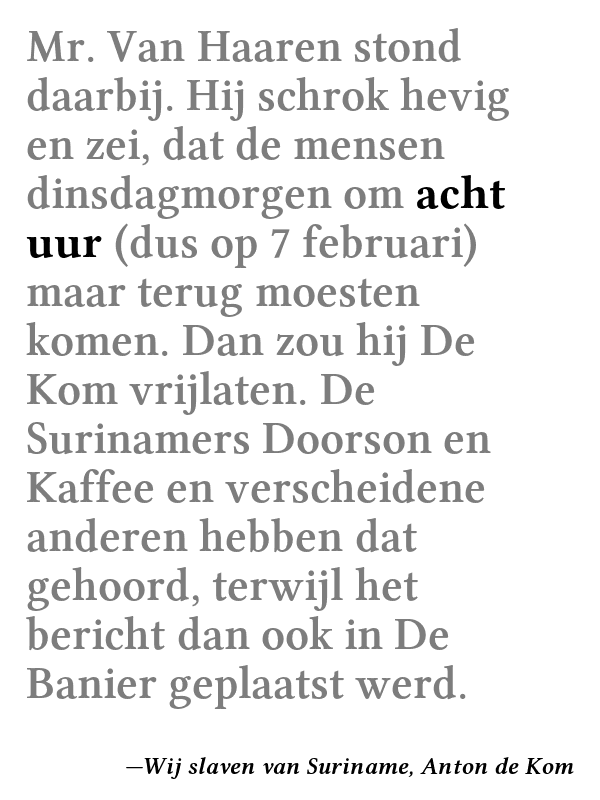 Mr. Van Haaren stond
daarbij. Hij schrok hevig
en zei, dat de mensen
dinsdagmorgen om acht
uur (dus op 7 februari)
maar terug moesten
komen. Dan zou hij De
Kom vrijlaten. De
Surinamers Doorson en
Kaffee en verscheidene
anderen hebben dat
gehoord, terwijl het
bericht dan ook in De
Banier geplaatst werd.
—Wij slaven van Suriname, Anton de Kom